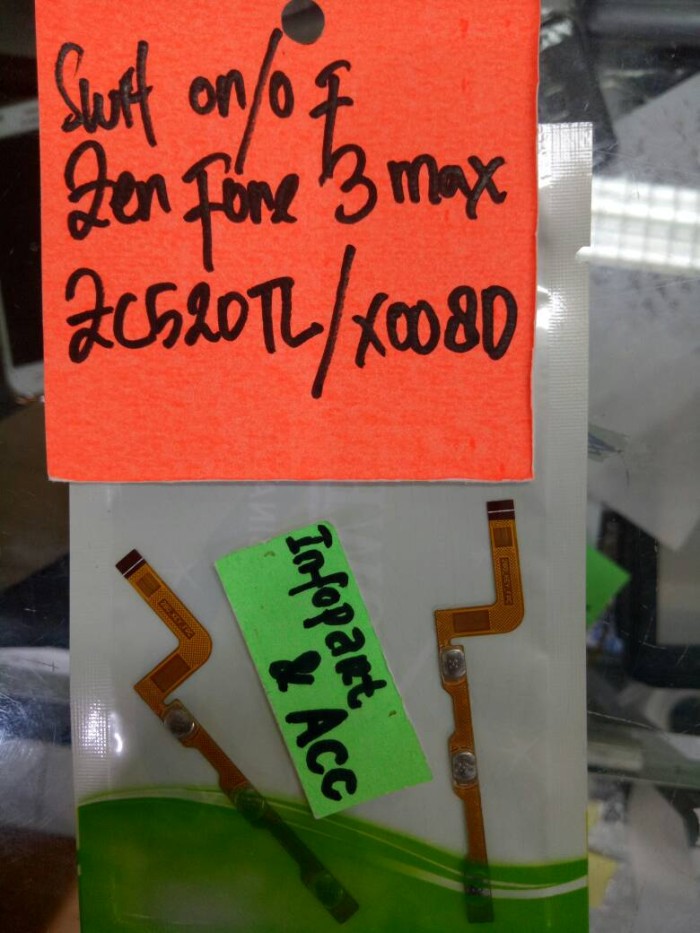 Swit on/of
Zen Fone 3 max
ZC520TL/X008D
Infopart
& ACC